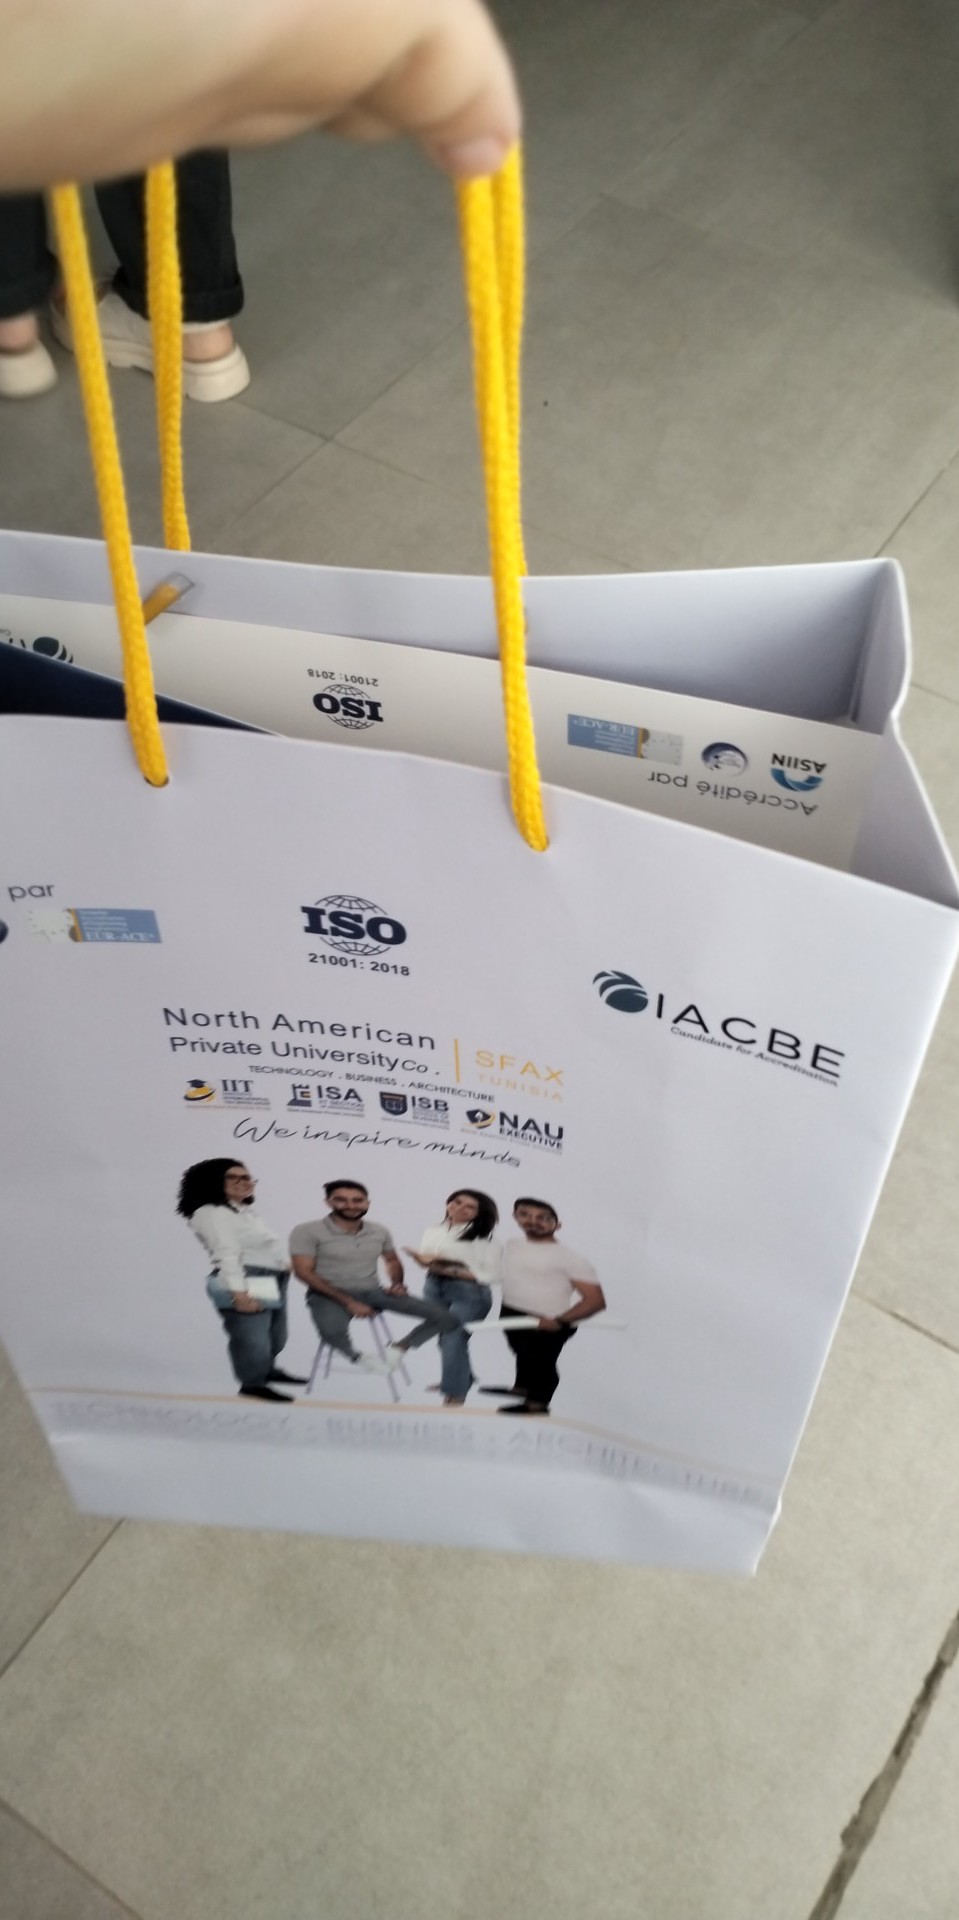 21001: 2018
ISO
EUR-ACE®
ASIIN
Accrédité par
par
EUR-ACE®
ISO
21001: 2018
IACBE
Candidate for Accreditation
North American
Private University Co.
SFAX
TUNISIA
TECHNOLOGY . BUSINESS . ARCHITECTURE
IIT
ISA
ISB
NAU
EXECUTIVE
We inspire minds
TECHNOLOGY . BUSINESS . ARCHITECTURE